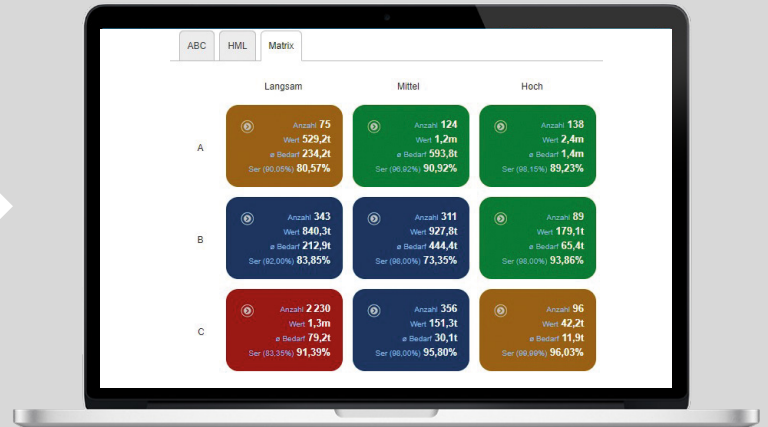 ABC HML Matrix
Langsam Mittel Hoch
A
Anzahl 75
Wert 529,2t
ø Bedarf 234,2t
Ser (90,05%) 80,57%
Anzahl 124
Wert 1,2m
ø Bedarf 593,8t
Ser (96,92%) 90,92%
Anzahl 138
Wert 2,4m
ø Bedarf 1,4m
Ser (98,15%) 89,23%
B
Anzahl 343
Wert 840,3t
ø Bedarf 212,9t
Ser (92,00%) 83,85%
Anzahl 311
Wert 927,8t
ø Bedarf 444,4t
Ser (98,00%) 73,35%
Anzahl 89
Wert 179,1t
ø Bedarf 65,4t
Ser (98,00%) 93,86%
C
Anzahl 2 230
Wert 1,3m
ø Bedarf 79,2t
Ser (83,35%) 91,39%
Anzahl 356
Wert 151,3t
ø Bedarf 30,1t
Ser (98,00%) 95,80%
Anzahl 96
Wert 42,2t
ø Bedarf 11,9t
Ser (99,99%) 96,03%